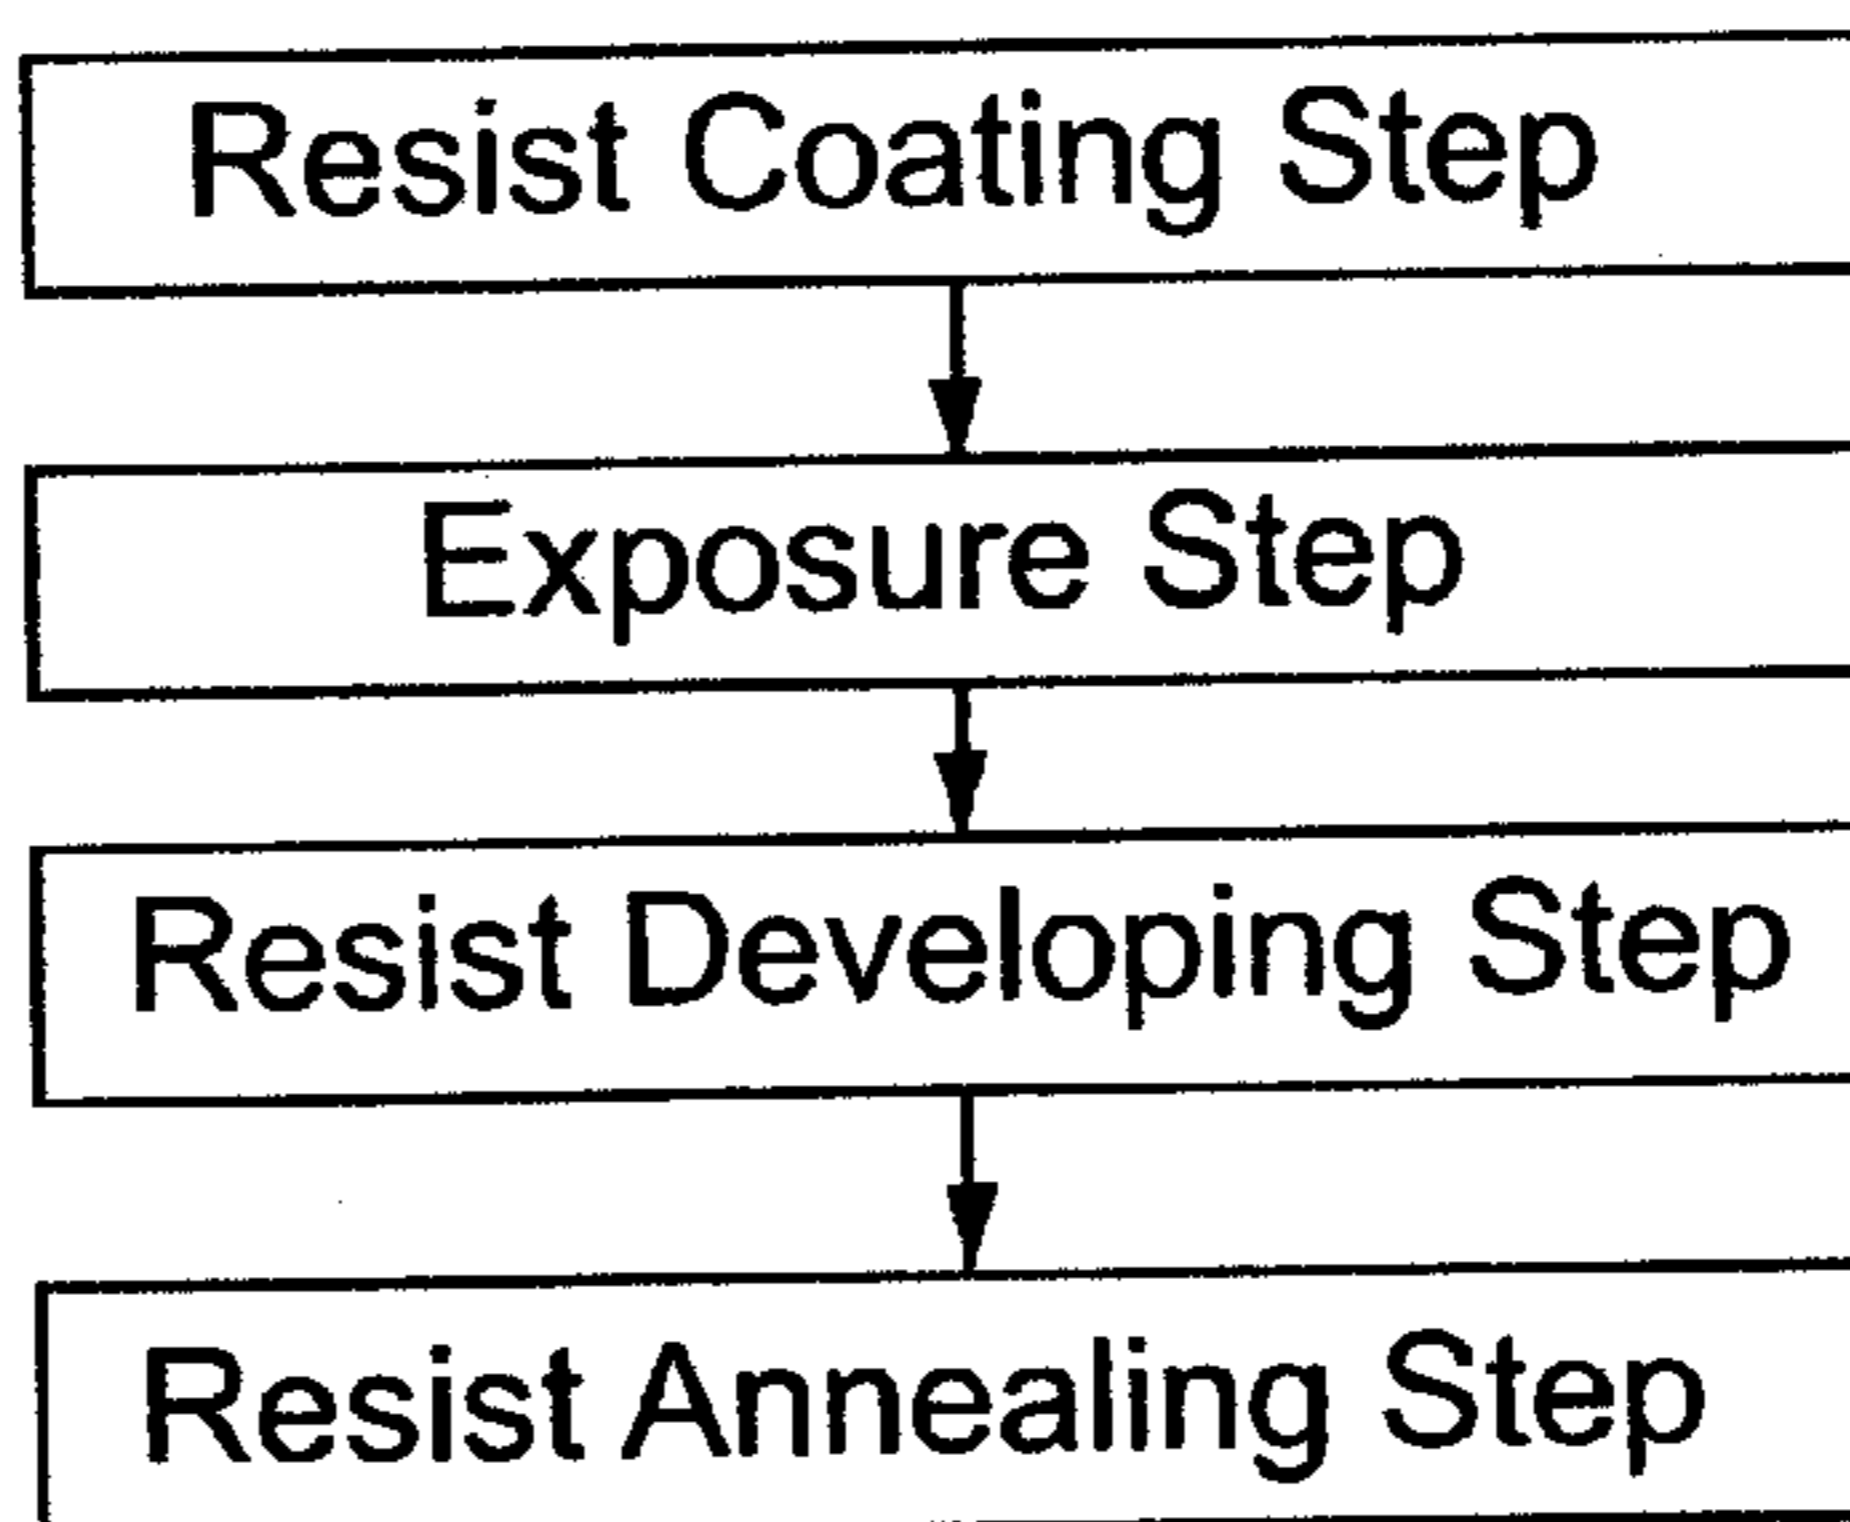 Resist Coating Step
Exposure Step
Resist Developing Step
Resist Annealing Step